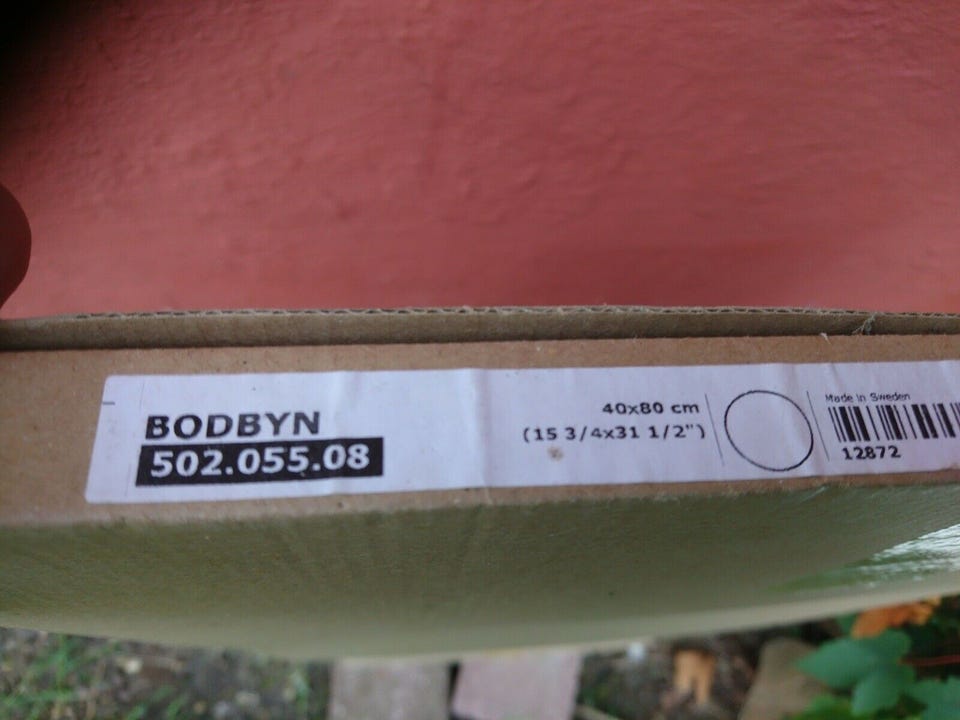 BODBYN
502.055.08
40x80 cm
(15 3/4x31 1/2")
Made in Sweden
12872